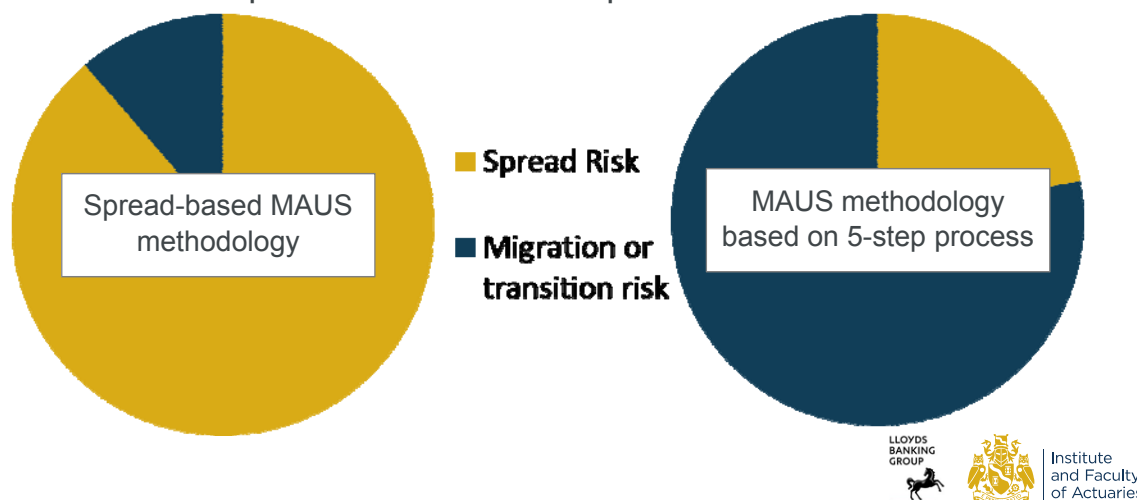 Spread-based MAUS
methodology
Spread Risk
Migration or
transition risk
MAUS methodology
based on 5-step process
LLOYDS
BANKING
GROUP
Institute
and Faculty
of Actuaries